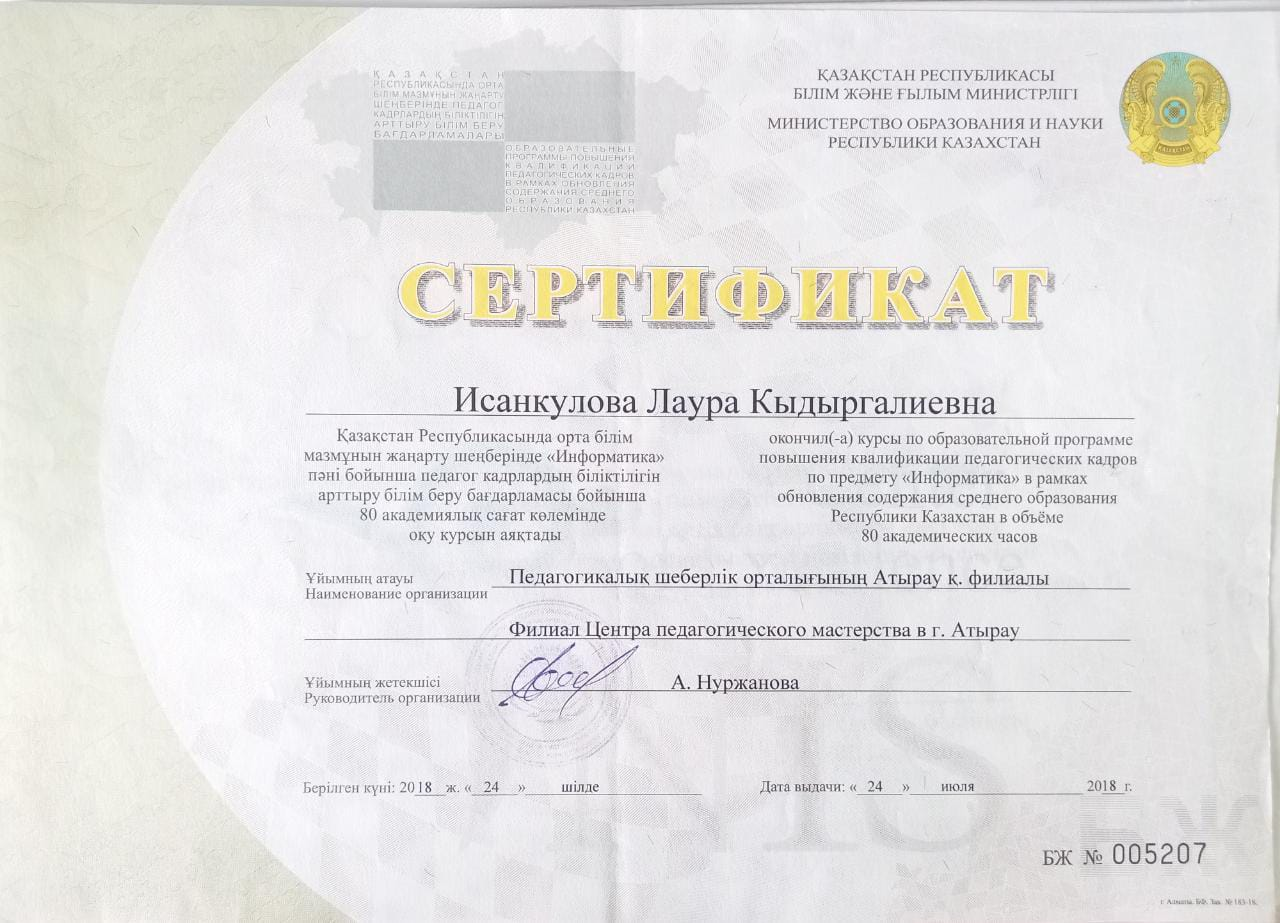 ҚАЗАҚСТАН
РЕСПУБЛИКАСЫНДА ОРТА
БІЛІМ МАЗМҰНЫН ЖАҢАРТУ
ШЕҢБЕРІНДЕ ПЕДАГОГ
КАДРЛАРДЫҢ БІЛІКТІЛІГІН
АРТТЫРУ БІЛІМ БЕРУ
БАҒДАРЛАМАЛАРЫ
ОБРАЗОВАТЕЛЬНЫЕ
ПРОГРАММЫ ПОВЫШЕНИЯ
КВАЛИФИКАЦИИ
ПЕДАГОГИЧЕСКИХ КАДРОВ
В РАМКАХ ОБНОВЛЕНИЯ
СОДЕРЖАНИЯ СРЕДНЕГО
ОБРАЗОВАНИЯ
РЕСПУБЛИКИ КАЗАХСТАН
ҚАЗАҚСТАН РЕСПУБЛИКАСЫ
БІЛІМ ЖӘНЕ ҒЫЛЫМ МИНИСТРЛІГІ
МИНИСТЕРСТВО ОБРАЗОВАНИЯ И НАУКИ
РЕСПУБЛИКИ КАЗАХСТАН
СЕРТИФИКАТ
Исанкулова Лаура Кыдыргалиевна
Қазақстан Республикасында орта білім
мазмұнын жаңарту шеңберінде «Информатика»
пәні бойынша педагог кадрлардың біліктілігін
арттыру білім беру бағдарламасы бойынша
80 академиялық сағат көлемінде
оқу курсын аяқтады
окончил(-а) курсы по образовательной программе
повышения квалификации педагогических кадров
по предмету «Информатика» в рамках
обновления содержания среднего образования
Республики Казахстан в объёме
80 академических часов
Ұйымның атауы
Наименование организации
Педагогикалық шеберлік орталығының Атырау қ. филиалы
Филиал Центра педагогического мастерства в г. Атырау
Ұйымның жетекшісі
Руководитель организации
А. Нуржанова
Берілген күні: 2018 ж. « 24 » шілде
Дата выдачи: « 24 » июля 2018 г.
БЖ № 005207
г. Алматы. БФ. Зак. № 183-18.